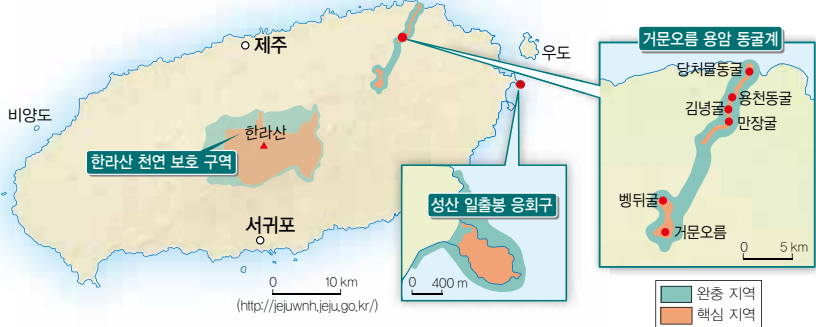 제주
우도
비양도
한라산
한라산 천연 보호 구역
서귀포
0 10 km
(http://jejuwnh.jeju.go.kr/)
성산 일출봉 응회구
0 400 m
거문오름 용암 동굴계
당처물동굴
용천동굴
김녕굴
만장굴
벵뒤굴
거문오름
0 5 km
완충 지역
핵심 지역